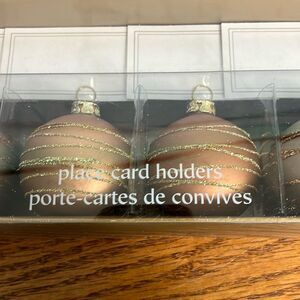 place card holders
porte-cartes de convives